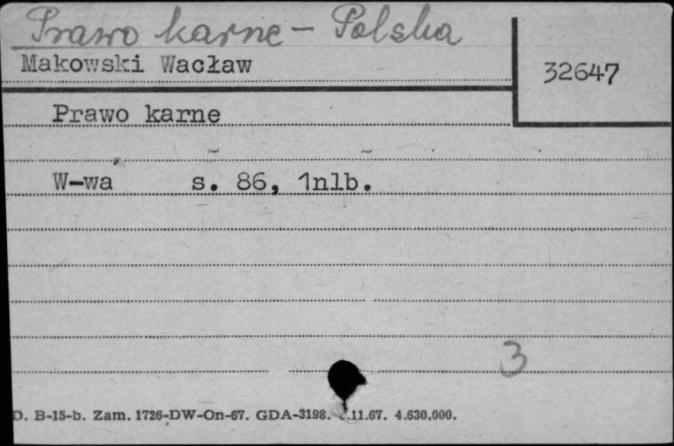 Prawo karne - Polska
Makowski Wacław
32647
Prawo karne
W-wa s. 86, 1nlb.
3
D. B-15-b. Zam. 1726-DW-On-67. GDA-3198. .11.67. 4.630.000.